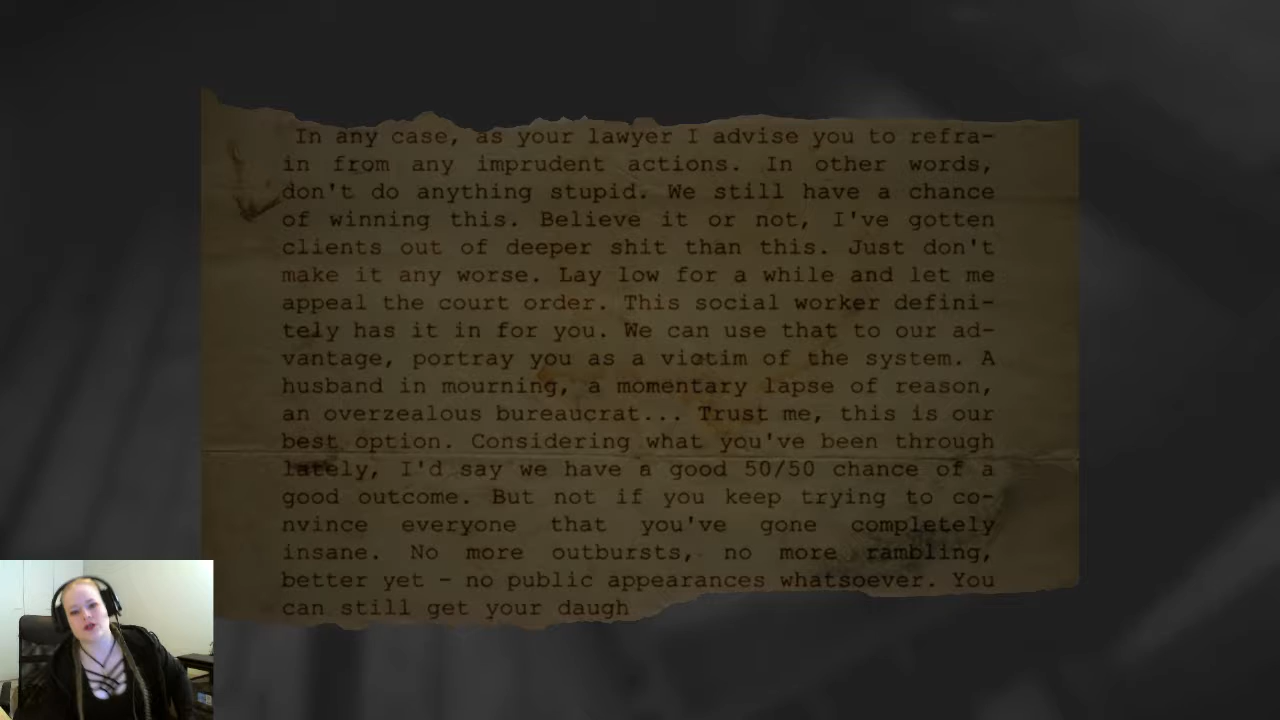 In any case, as your lawyer I advise you to refra-
in from any imprudent actions. In other words,
don't do anything stupid. We still have a chance
of winning this. Believe it or not, I've gotten
clients out of deeper shit than this. Just don't
make it any worse. Lay low for a while and let me
appeal the court order. This social worker defini-
tely has it in for you. We can use that to our ad-
vantage, portray you as a victim of the system. A
husband in mourning, a momentary lapse of reason,
an overzealous bureaucrat... Trust me, this is our
best option. Considering what you've been through
lately, I'd say we have a good 50/50 chance of a
good outcome. But not if you keep trying to co-
nvince everyone that you've gone completely
insane. No more outbursts, no more rambling,
better yet - no public appearances whatsoever. You
can still get your daugh